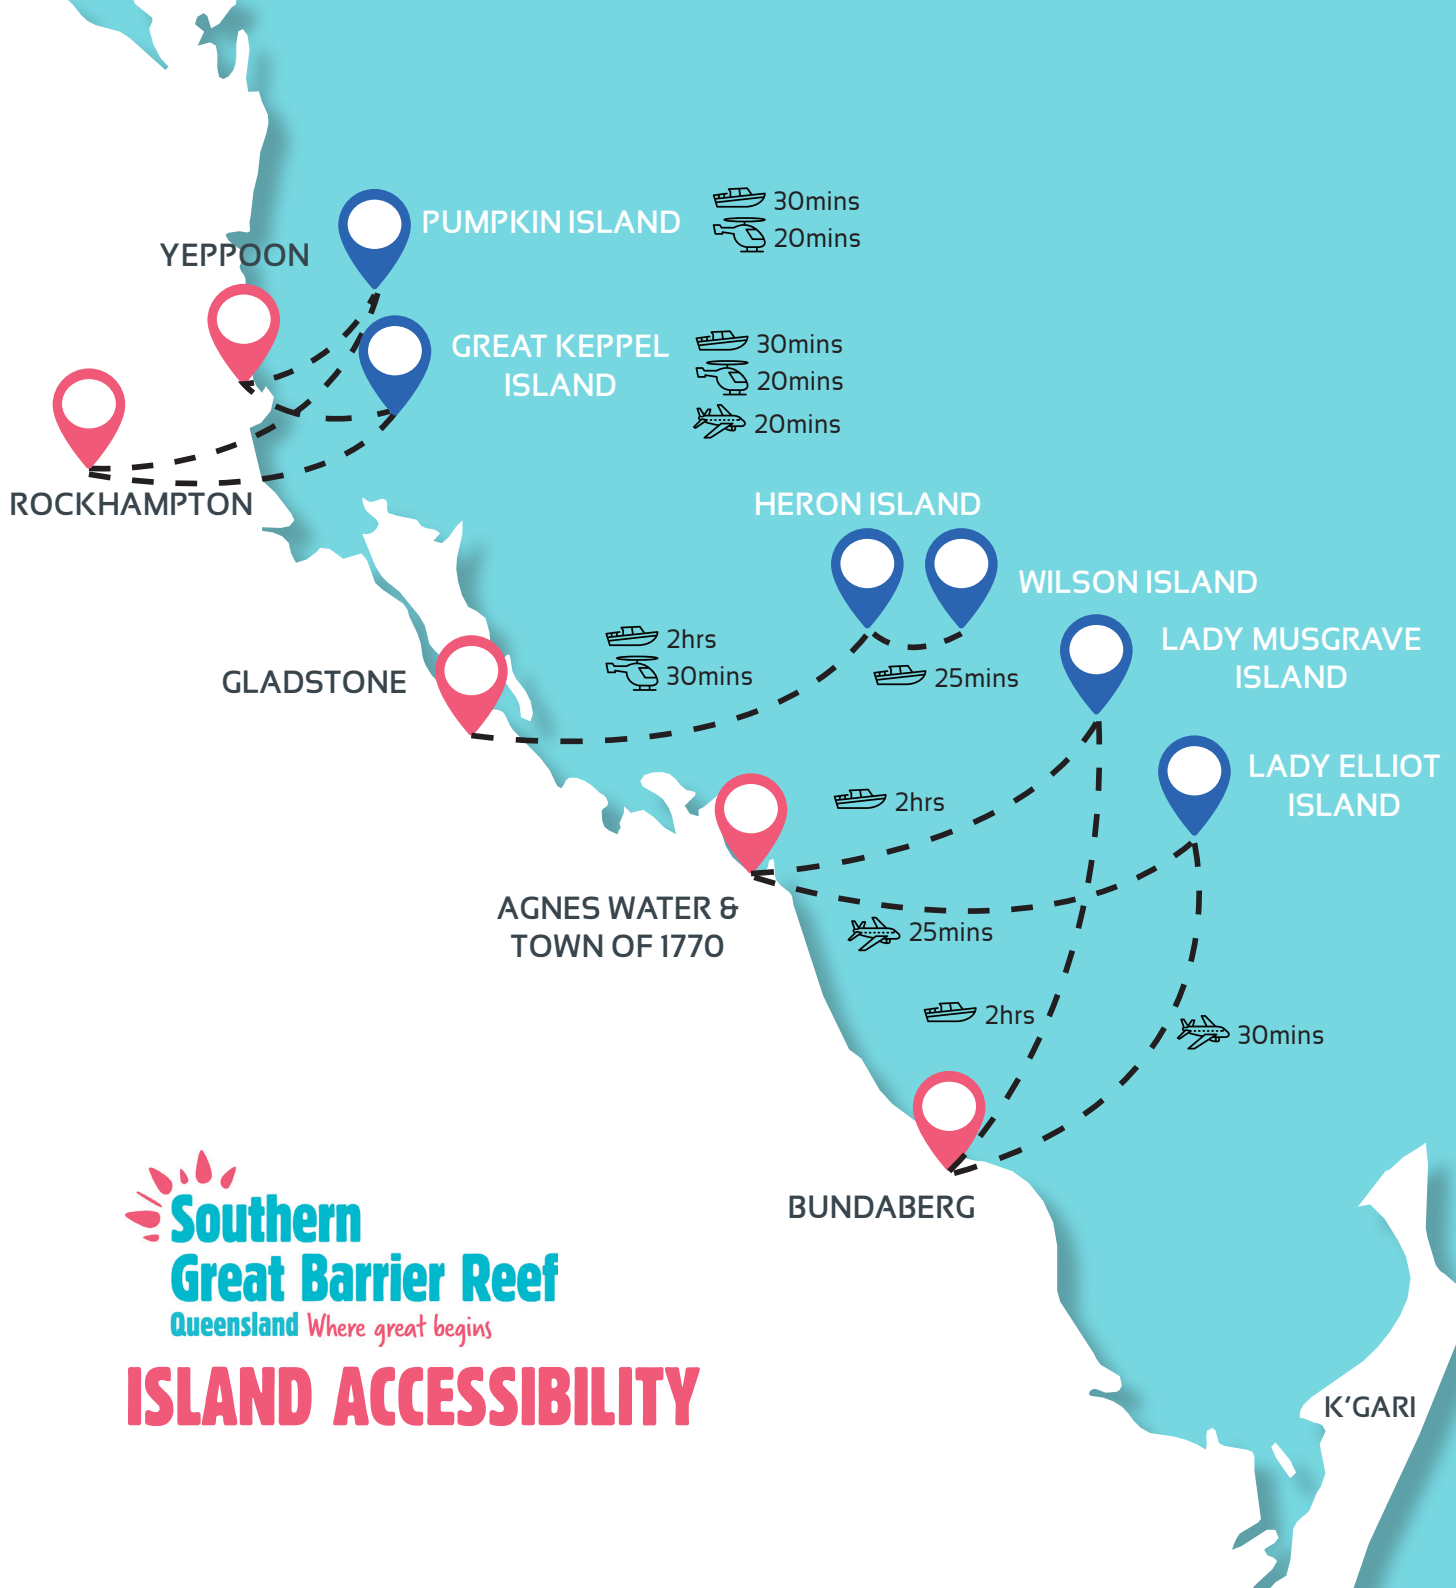 PUMPKIN ISLAND
30mins
20mins
YEPPOON
GREAT KEPPEL
ISLAND
30mins
20mins
20mins
ROCKHAMPTON
HERON ISLAND
WILSON ISLAND
2hrs
30mins
25mins
GLADSTONE
LADY MUSGRAVE
ISLAND
LADY ELLIOT
ISLAND
2hrs
AGNES WATER &
TOWN OF 1770
25mins
2hrs
30mins
BUNDABERG
Southern
Great Barrier Reef
Queensland Where great begins
ISLAND ACCESSIBILITY
K'GARI